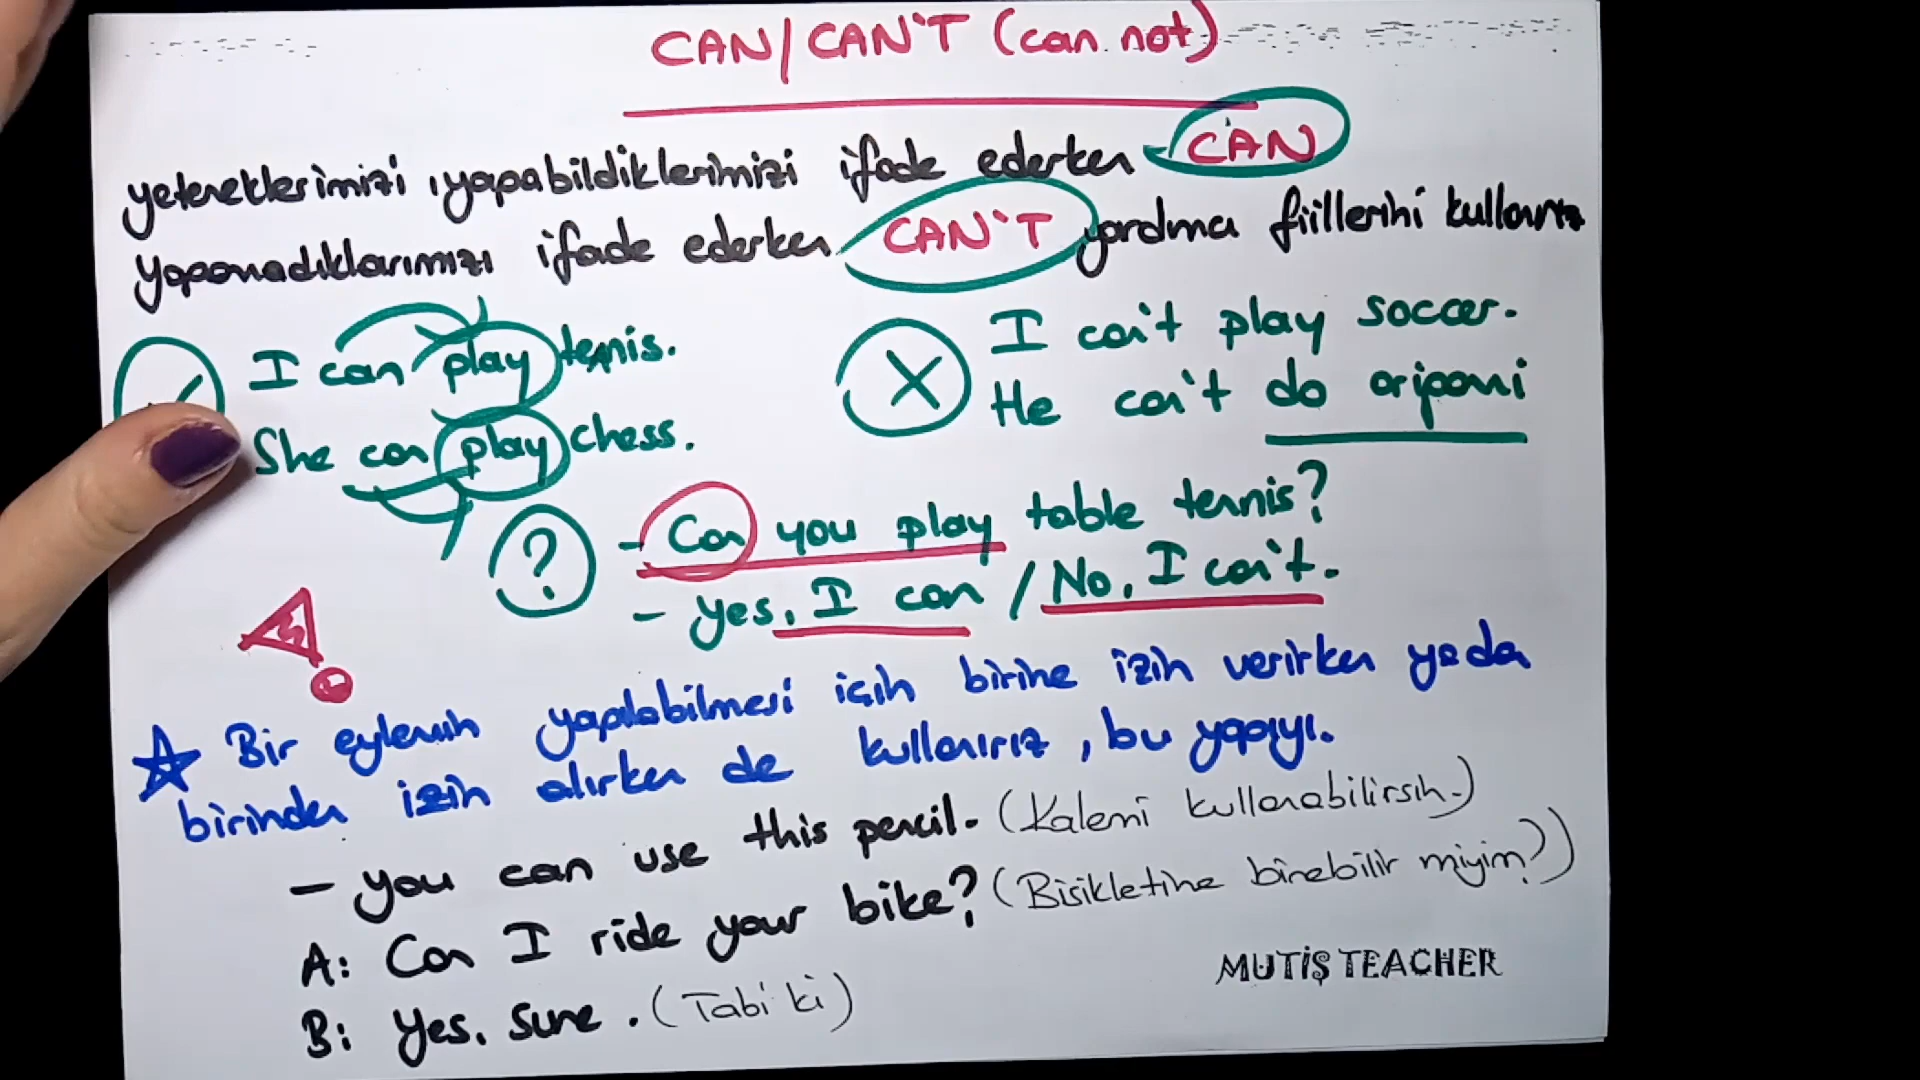 CAN/CAN'T (can not)
yeteneklerimizi, yapabildiklerimizi ifade ederken CAN
yapamadıklarımızı ifade ederken CAN'T yardımcı fiillerini kullanırız
I can play tennis.
She can play chess.
X I can't play soccer.
He can't do origami
? - Can you play table tennis?
- yes, I can / No, I can't.
Bir eylemin yapılabilmesi için birine izin verirken yada
birinden izin alırken de kullanırız, bu yapıyı.
- you can use this pencil. (Kalemi kullanabilirsin.)
A: Can I ride your bike? (Bisikletine binebilir miyim?)
B: Yes, sure. (Tabi ki)
MUTİŞ TEACHER